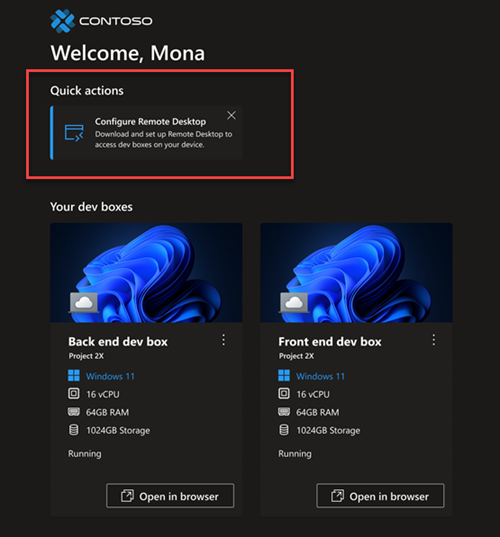 CONTOSO
Welcome, Mona
Quick actions
Configure Remote Desktop
Download and set up Remote Desktop to
access dev boxes on your device.
Your dev boxes
Back end dev box
Project 2X
Windows 11
16 vCPU
64GB RAM
1024GB Storage
Running
Open in browser
Front end dev box
Project 2X
Windows 11
16 vCPU
64GB RAM
1024GB Storage
Running
Open in browser